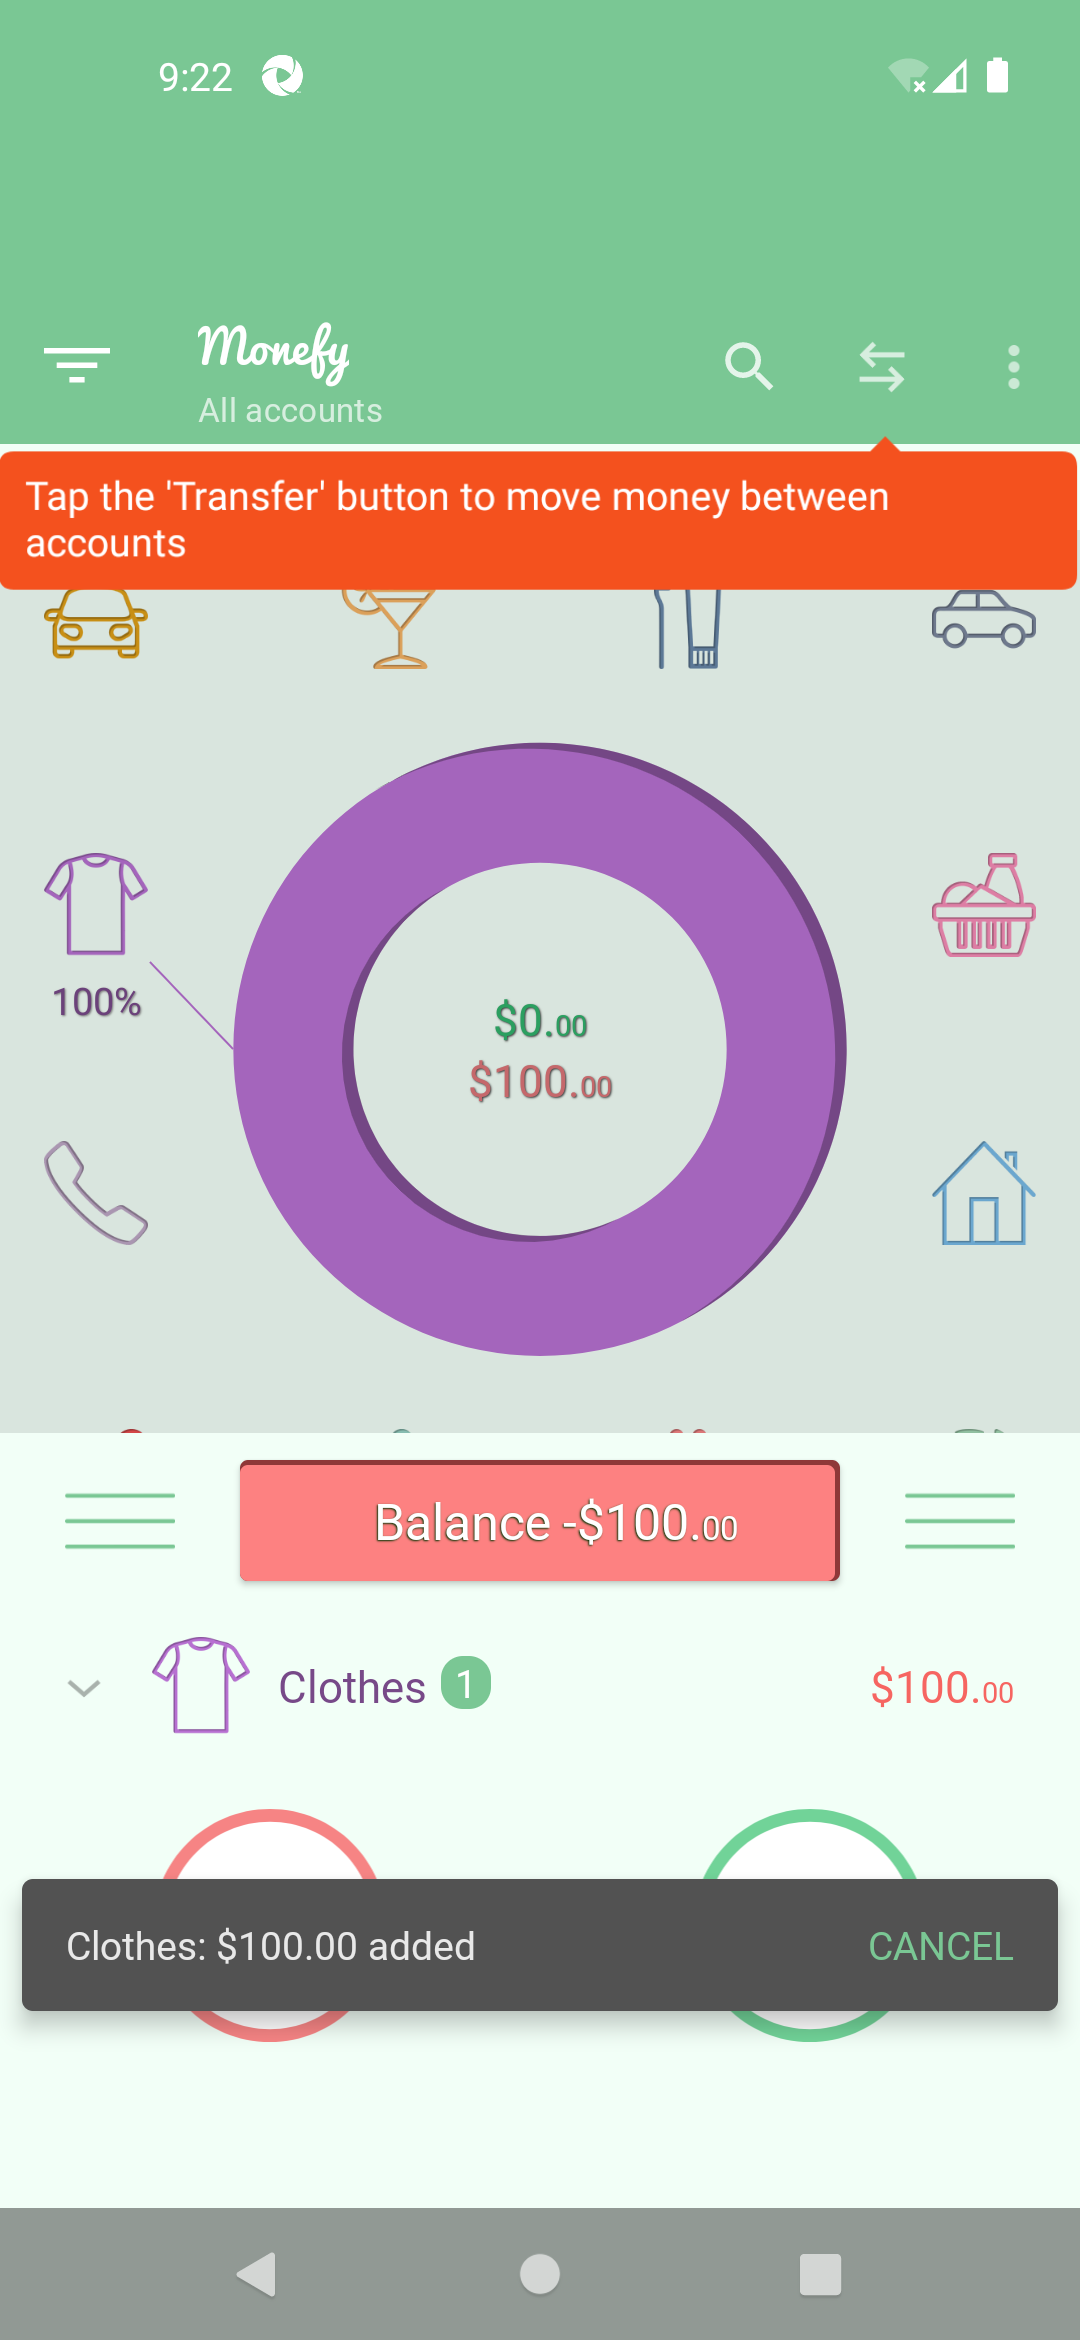 9:22
Monefy
All accounts
Tap the 'Transfer' button to move money between
accounts
100%
$0.00
$100.00
Balance -$100.00
Clothes 1 $100.00
Clothes: $100.00 added CANCEL